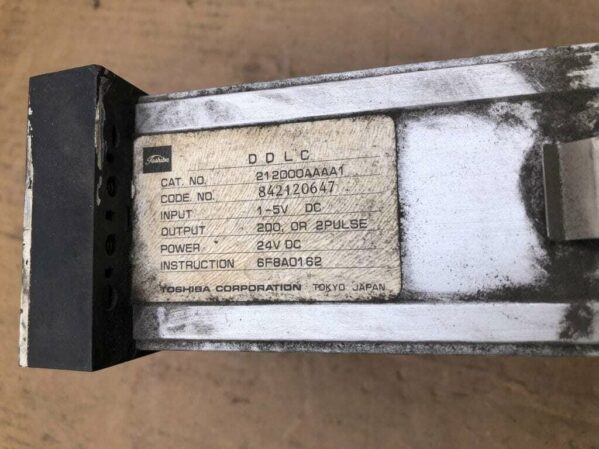 Toshiba
DDLC
CAT. NO. 212D00AAAA1
CODE. NO. 842120647
INPUT 1-5V DC
OUTPUT 200. OR 2PULSE
POWER 24V DC
INSTRUCTION 6F8A0162
TOSHIBA CORPORATION TOKYO JAPAN